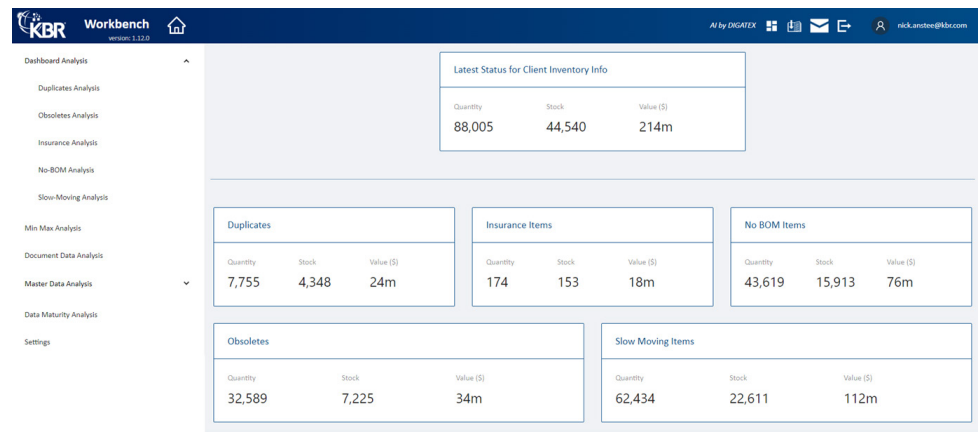 KBR Workbench
version: 1.12.0
AI by DIGATEX
nick.anstee@kbr.com
Dashboard Analysis
Duplicates Analysis
Obsoletes Analysis
Insurance Analysis
No-BOM Analysis
Slow-Moving Analysis
Min Max Analysis
Document Data Analysis
Master Data Analysis
Data Maturity Analysis
Settings
Latest Status for Client Inventory Info
Quantity Stock Value ($)
88,005 44,540 214m
Duplicates
Quantity Stock Value ($)
7,755 4,348 24m
Insurance Items
Quantity Stock Value ($)
174 153 18m
No BOM Items
Quantity Stock Value ($)
43,619 15,913 76m
Obsoletes
Quantity Stock Value ($)
32,589 7,225 34m
Slow Moving Items
Quantity Stock Value ($)
62,434 22,611 112m